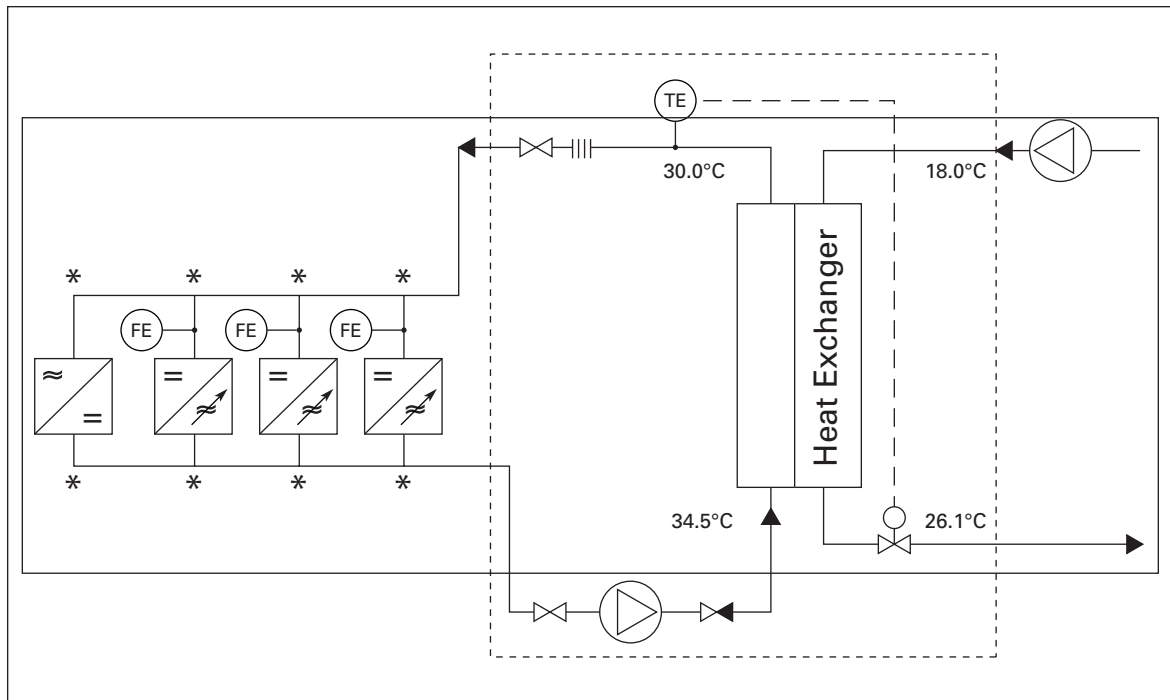 TE
30.0°C
18.0°C
* * * *
FE FE FE
≈ = = =
= ≈ ≈ ≈
* * * *
Heat Exchanger
34.5°C
26.1°C